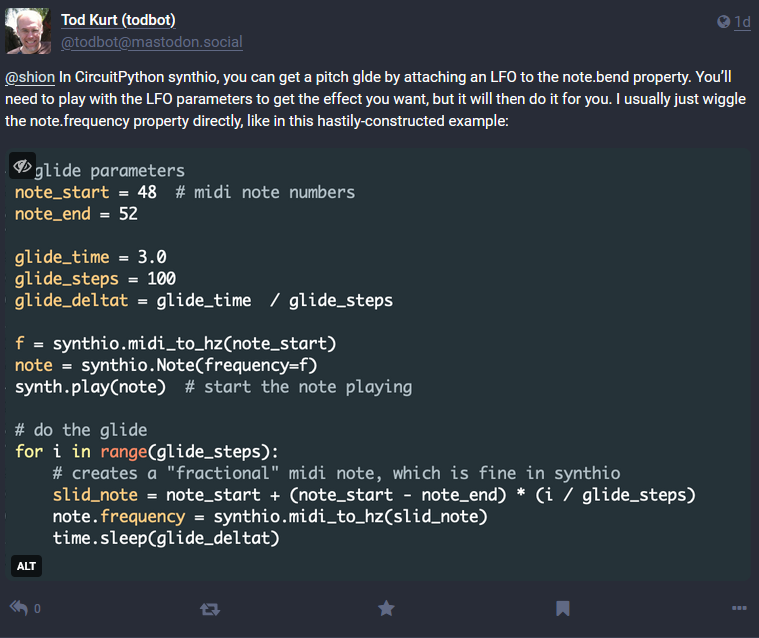 Tod Kurt (todbot)
1d
@todbot@mastodon.social
@shion In CircuitPython synthio, you can get a pitch glde by attaching an LFO to the note.bend property. You'll
need to play with the LFO parameters to get the effect you want, but it will then do it for you. I usually just wiggle
the note.frequency property directly, like in this hastily-constructed example:
glide parameters
note_start = 48  # midi note numbers
note_end = 52
glide_time = 3.0
glide_steps = 100
glide_deltat = glide_time  / glide_steps
f = synthio.midi_to_hz(note_start)
note = synthio.Note(frequency=f)
synth.play(note)  # start the note playing
# do the glide
for i in range(glide_steps):
    # creates a "fractional" midi note, which is fine in synthio
    slid_note = note_start + (note_start - note_end) * (i / glide_steps)
    note.frequency = synthio.midi_to_hz(slid_note)
    time.sleep(glide_deltat)
ALT
0